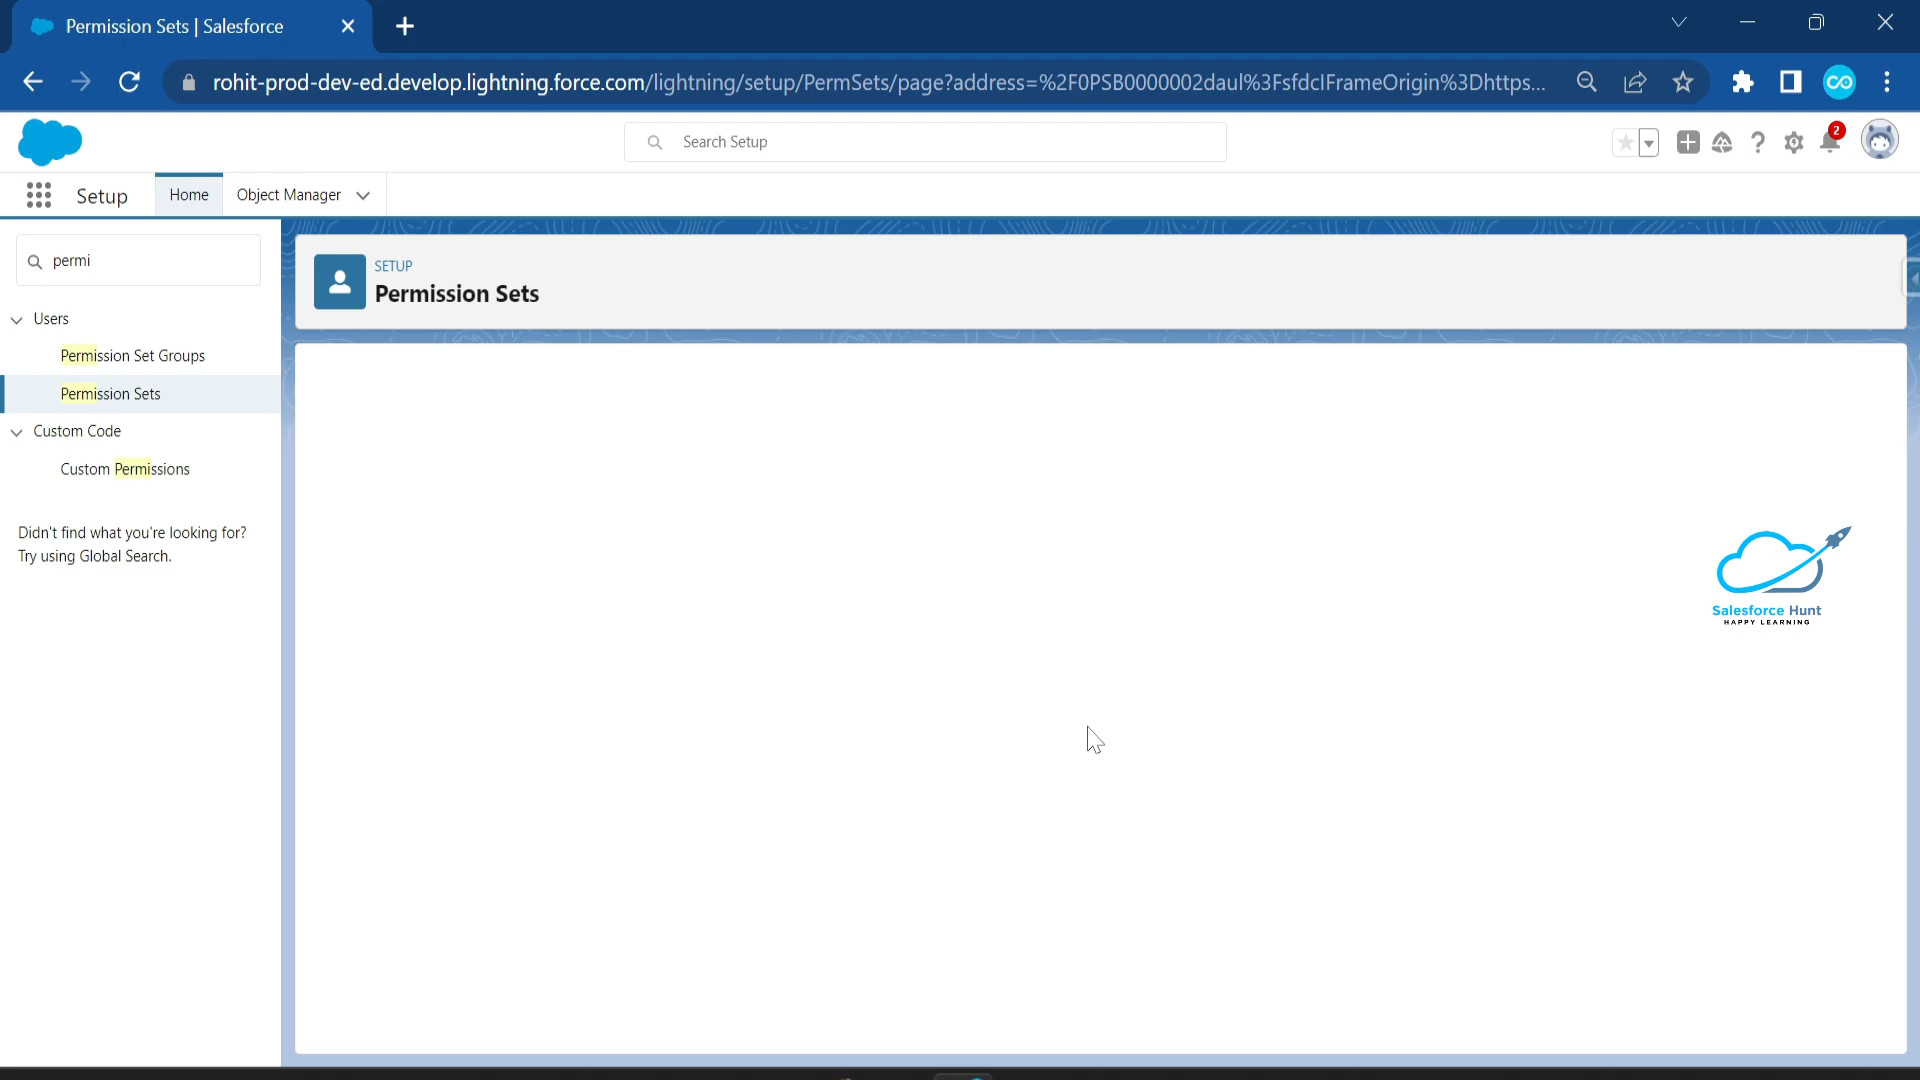 Permission Sets | Salesforce
rohit-prod-dev-ed.develop.lightning.force.com/lightning/setup/PermSets/page?address=%2F0PSB0000002daul%3FsfdcIFrameOrigin%3Dhttps...
Search Setup
2
Setup
Home
Object Manager
permi
SETUP
Permission Sets
Users
Permission Set Groups
Permission Sets
Custom Code
Custom Permissions
Didn't find what you're looking for?
Try using Global Search.
Salesforce Hunt
HAPPY LEARNING